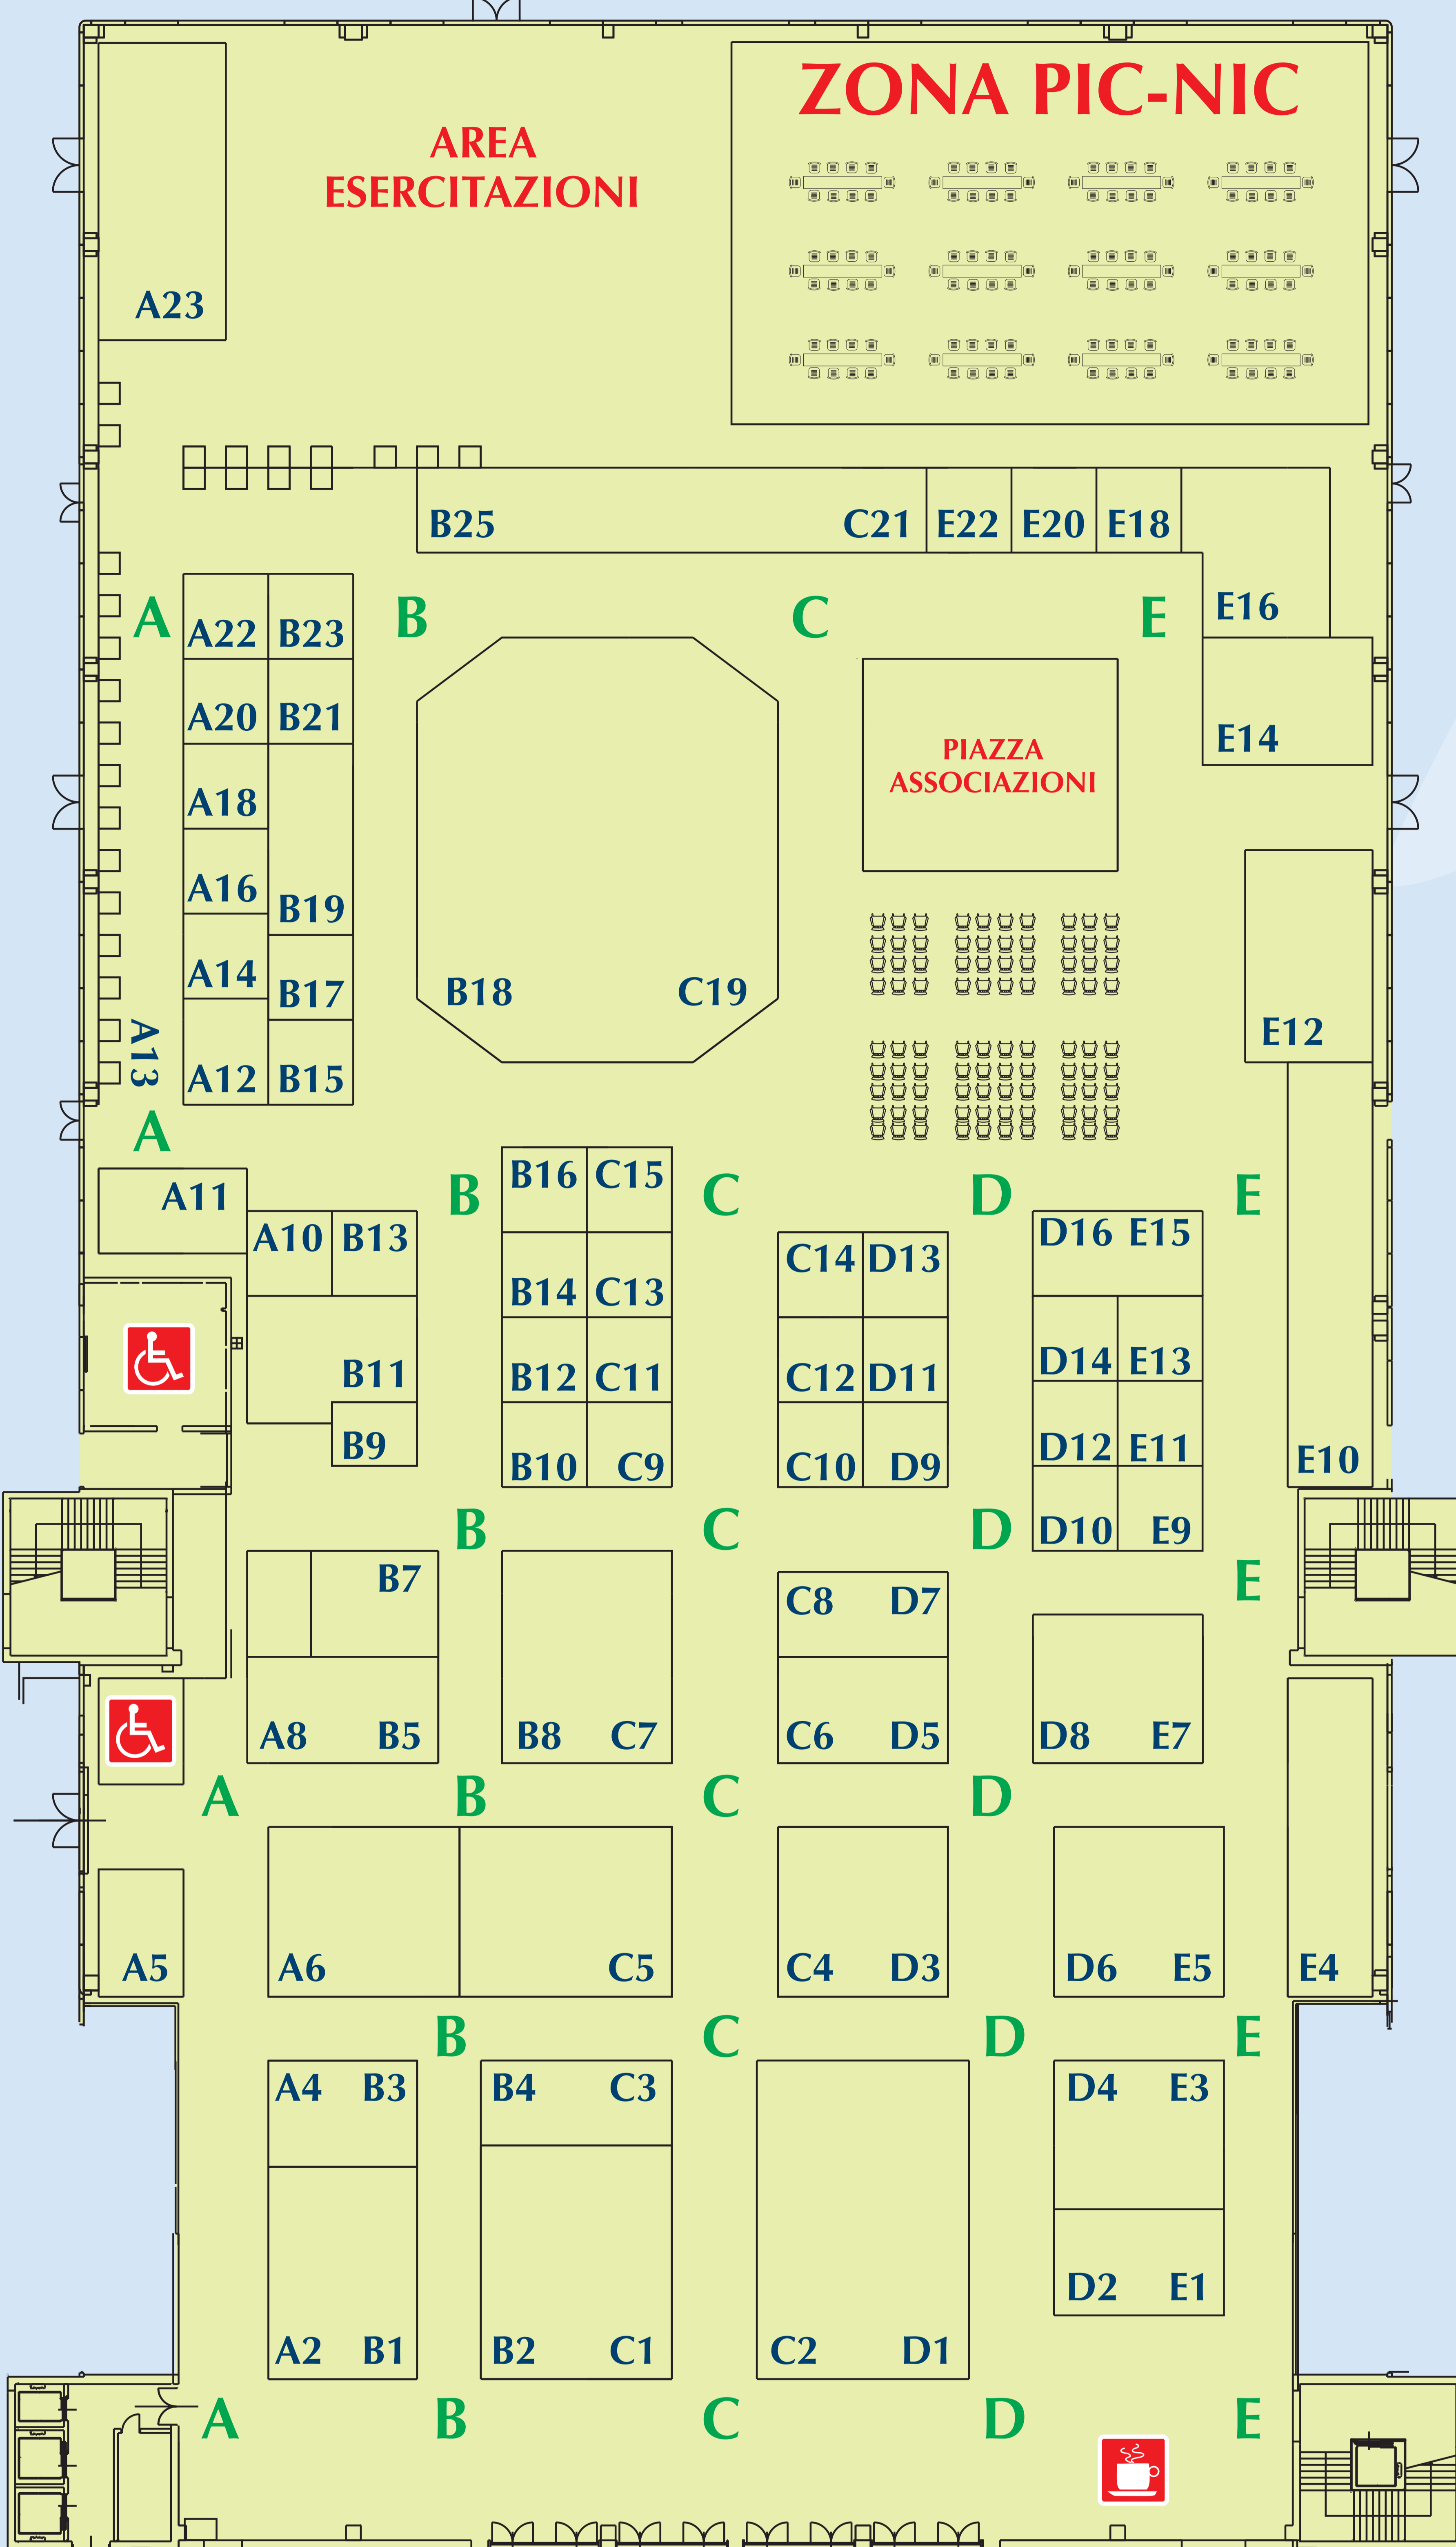 ZONA PIC-NIC
AREA
ESERCITAZIONI
A23
B25 C21 E22 E20 E18
A B C E
E16
A22 B23
A20 B21
E14
PIAZZA
ASSOCIAZIONI
A18
A16
B19
A14
B17
B18 C19
E12
A13
A12 B15
A
A11
B16 C15
B C D E
A10 B13
D16 E15
C14 D13
B14 C13
D14 E13
B11
B12 C11
C12 D11
B9
D12 E11
E10
B10 C9
C10 D9
B C D
D10 E9
B7
E
C8 D7
A8 B5
B8 C7
C6 D5
D8 E7
A B C D
A5
A6
C5
C4 D3
D6 E5
E4
B C D E
A4 B3
B4 C3
D4 E3
D2 E1
A2 B1
B2 C1
C2 D1
A B C D E